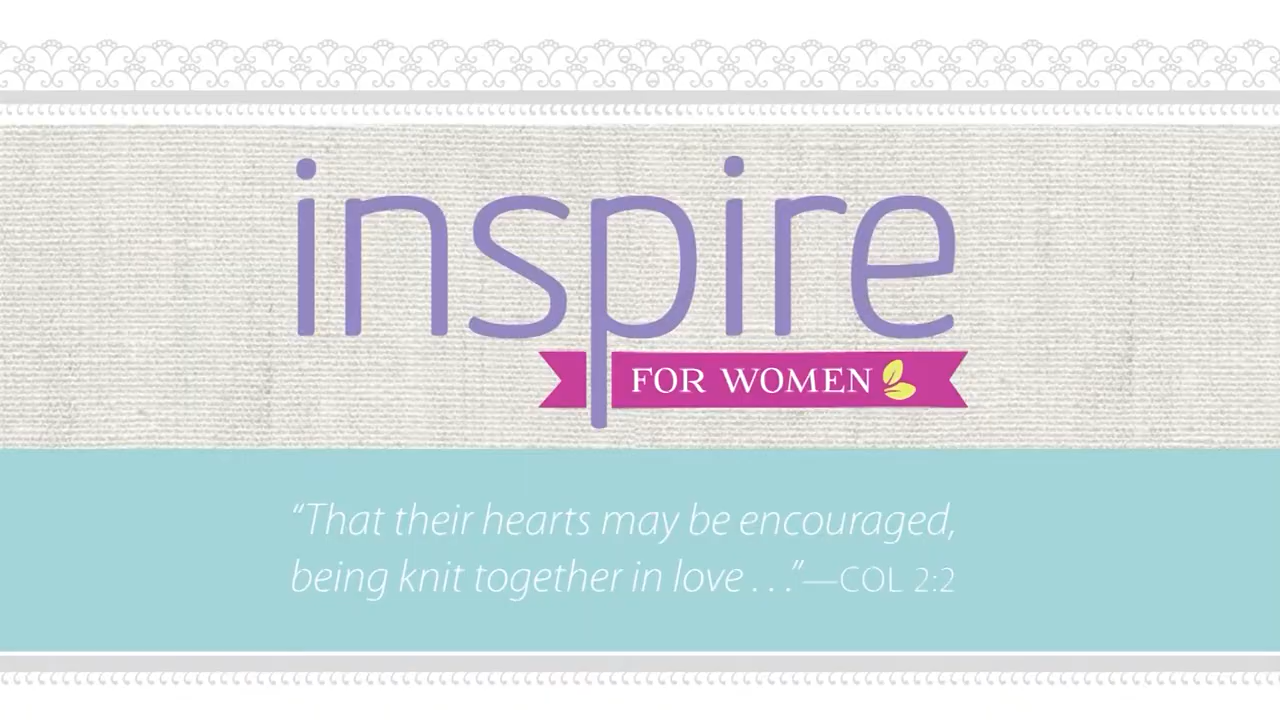 inspire
FOR WOMEN
“That their hearts may be encouraged,
being knit together in love . . .”—COL 2:2